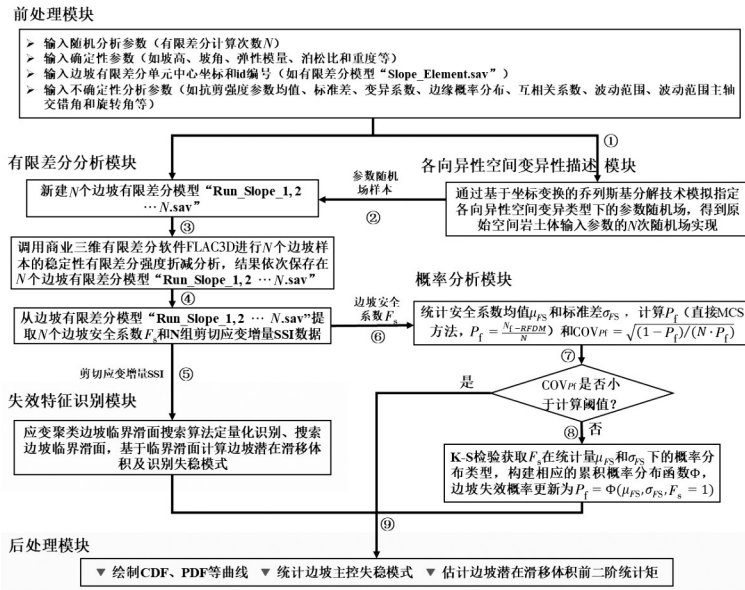 前处理模块
➢ 输入随机分析参数（有限差分计算次数N）
➢ 输入确定性参数（如坡高、坡角、弹性模量、泊松比和重度等）
➢ 输入边坡有限差分单元中心坐标和id编号（如有限差分模型“Slope_Element.sav”）
➢ 输入不确定性分析参数（如抗剪强度参数均值、标准差、变异系数、边缘概率分布、互相关系数、波动范围、波动范围主轴
交错角和旋转角等）
①
有限差分分析模块
新建N个边坡有限差分模型“Run_Slope_1, 2
⋯ N.sav”
参数随机
场样本
②
各向异性空间变异性描述 模块
通过基于坐标变换的乔列斯基分解技术模拟指定
各向异性空间变异类型下的参数随机场，得到原
始空间岩土体输入参数的N次随机场实现
③
调用商业三维有限差分软件FLAC3D进行N个边坡样
本的稳定性有限差分强度折减分析，结果依次保存在
N个边坡有限差分模型“Run_Slope_1, 2 ⋯ N.sav”
④
从边坡有限差分模型“Run_Slope_1, 2 ⋯ N.sav”提
取N个边坡安全系数Fs和N组剪切应变增量SSI数据
边坡安全
系数Fs
⑥
概率分析模块
统计安全系数均值μFS和标准差σFS，计算Pf（直接MCS
方法，Pf = Nf−RFDM/N）和COVPf = √(1 − Pf)/(N · Pf)
⑦
剪切应变增量SSI ⑤
是
COVPf是否小
于计算阈值？
⑧ 否
失效特征识别模块
应变聚类边坡临界滑面搜索算法定量化识别、搜索
边坡临界滑面，基于临界滑面计算边坡潜在滑移体
积及识别失稳模式
K-S检验获取Fs在统计量μFS和σFS下的概率分
布类型，构建相应的累积概率分布函数Φ，
边坡失效概率更新为Pf = Φ(μFS, σFS, Fs = 1)
⑨
后处理模块
▼ 绘制CDF、PDF等曲线 ▼ 统计边坡主控失稳模式 ▼ 估计边坡潜在滑移体积前二阶统计矩